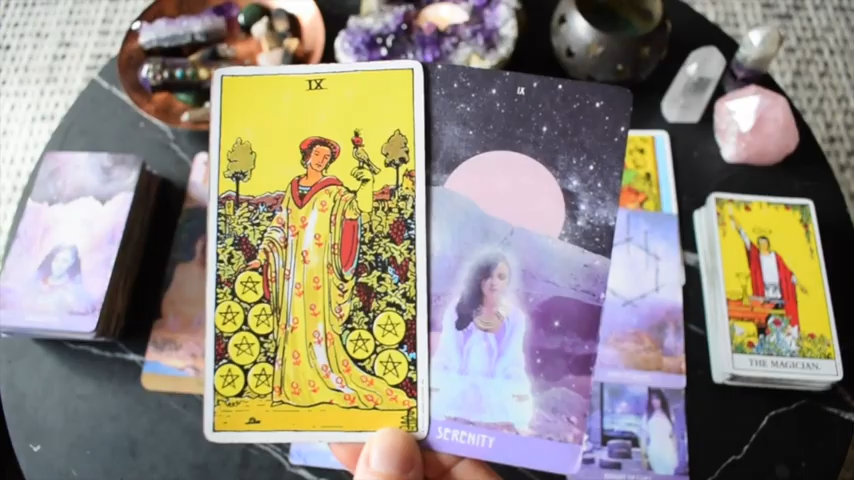 IX
IX
SERENITY
THE MAGICIAN.